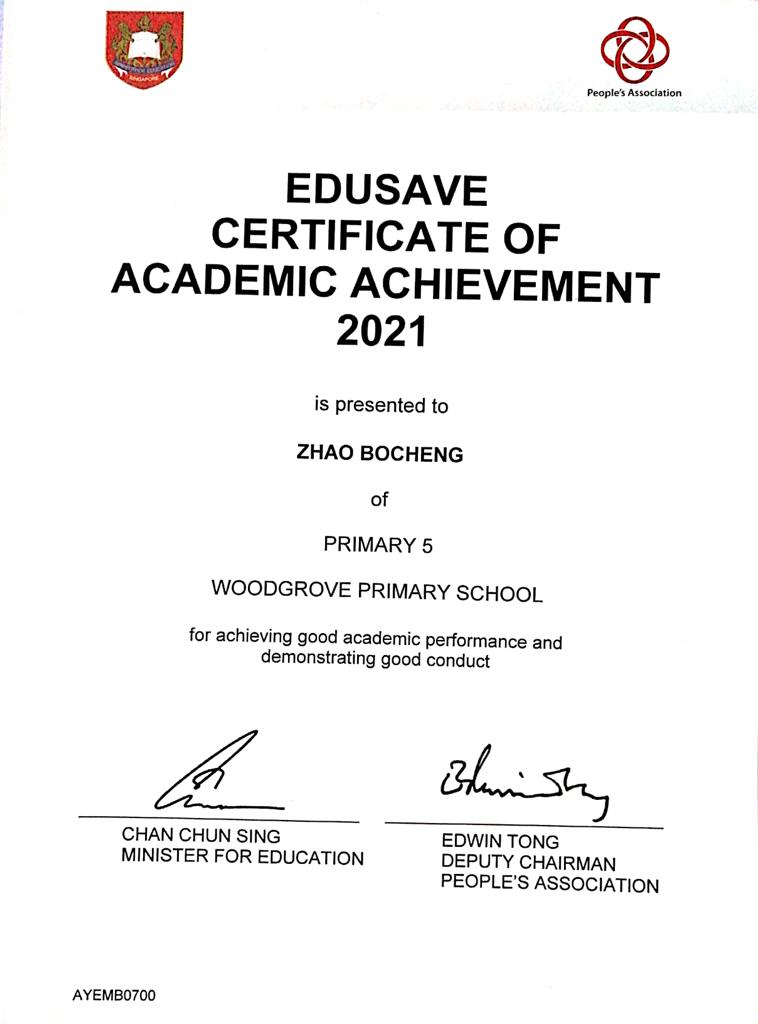 SINGAPORE
People's Association
EDUSAVE
CERTIFICATE OF
ACADEMIC ACHIEVEMENT
2021
is presented to
ZHAO BOCHENG
of
PRIMARY 5
WOODGROVE PRIMARY SCHOOL
for achieving good academic performance and
demonstrating good conduct
CHAN CHUN SING
MINISTER FOR EDUCATION
EDWIN TONG
DEPUTY CHAIRMAN
PEOPLE'S ASSOCIATION
AYEMB0700